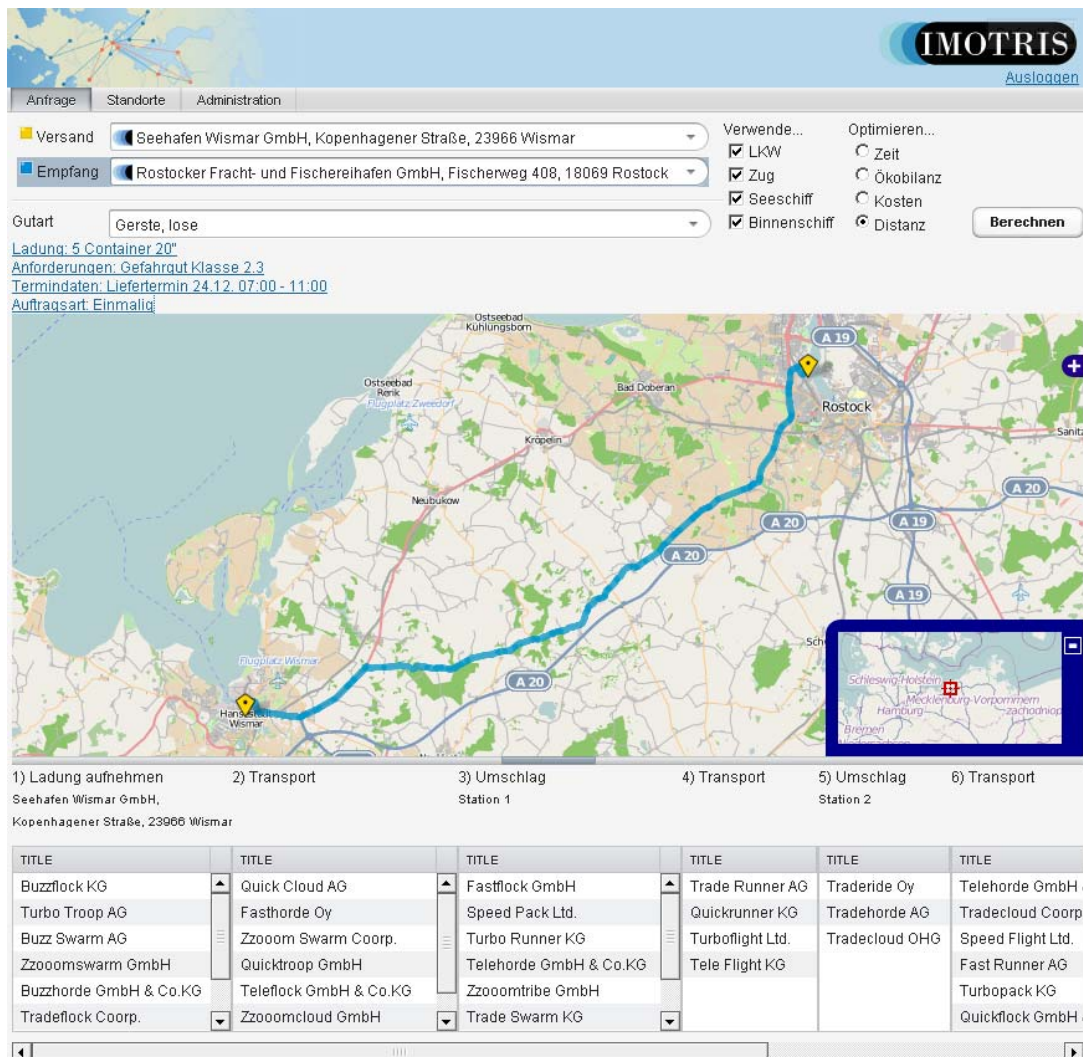 IMOTRIS
Ausloggen
Anfrage Standorte Administration
Versand Seehafen Wismar GmbH, Kopenhagener Straße, 23966 Wismar
Empfang Rostocker Fracht- und Fischereihafen GmbH, Fischerweg 408, 18069 Rostock
Verwende... Optimieren...
LKW Zeit
Zug Ökobilanz
Seeschiff Kosten
Binnenschiff Distanz
Berechnen
Gutart Gerste, lose
Ladung: 5 Container 20"
Anforderungen: Gefahrgut Klasse 2.3
Termindaten: Liefertermin 24.12. 07:00 - 11:00
Auftragsart: Einmalig
Ostseebad
Kühlungsborn
A 19
Ostseebad
Rerik
Flugplatz Zweedorf
Bad Doberan
Rostock
Kröpelin
Sanitz
Neubukow
A 20
A 20
A 19
A 20
A 19
Flugplatz Wismar
A 20
Hansestadt
Wismar
Schleswig-Holstein
Mecklenburg-Vorpommern
Hamburg
zachodniop
Bremen
1) Ladung aufnehmen 2) Transport 3) Umschlag 4) Transport 5) Umschlag 6) Transport
Seehafen Wismar GmbH, Station 1 Station 2
Kopenhagener Straße, 23966 Wismar
TITLE TITLE TITLE TITLE TITLE TITLE
Buzzflock KG Quick Cloud AG Fastflock GmbH Trade Runner AG Traderide Oy Telehorde GmbH &
Turbo Troop AG Fasthorde Oy Speed Pack Ltd. Quickrunner KG Tradehorde AG Tradecloud Coorp
Buzz Swarm AG Zzooom Swarm Coorp. Turbo Runner KG Turboflight Ltd. Tradecloud OHG Speed Flight Ltd.
Zzooomswarm GmbH Quicktroop GmbH Telehorde GmbH & Co.KG Tele Flight KG Fast Runner AG
Buzzhorde GmbH & Co.KG Teleflock GmbH & Co.KG Zzooomtribe GmbH Turbopack KG
Tradeflock Coorp. Zzooomcloud GmbH Trade Swarm KG Quickflock GmbH &